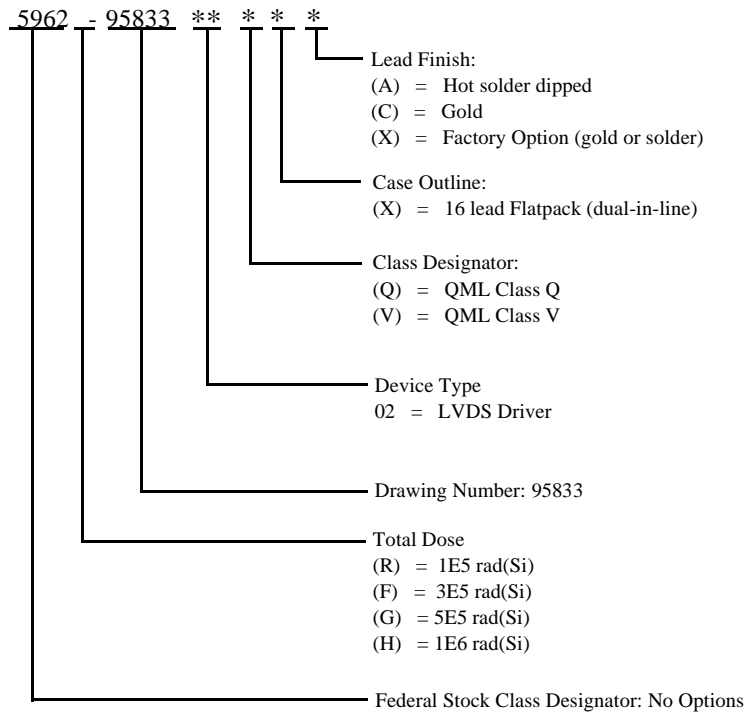 5962 - 95833 ** * * *
Lead Finish:
(A) = Hot solder dipped
(C) = Gold
(X) = Factory Option (gold or solder)
Case Outline:
(X) = 16 lead Flatpack (dual-in-line)
Class Designator:
(Q) = QML Class Q
(V) = QML Class V
Device Type
02 = LVDS Driver
Drawing Number: 95833
Total Dose
(R) = 1E5 rad(Si)
(F) = 3E5 rad(Si)
(G) = 5E5 rad(Si)
(H) = 1E6 rad(Si)
Federal Stock Class Designator: No Options